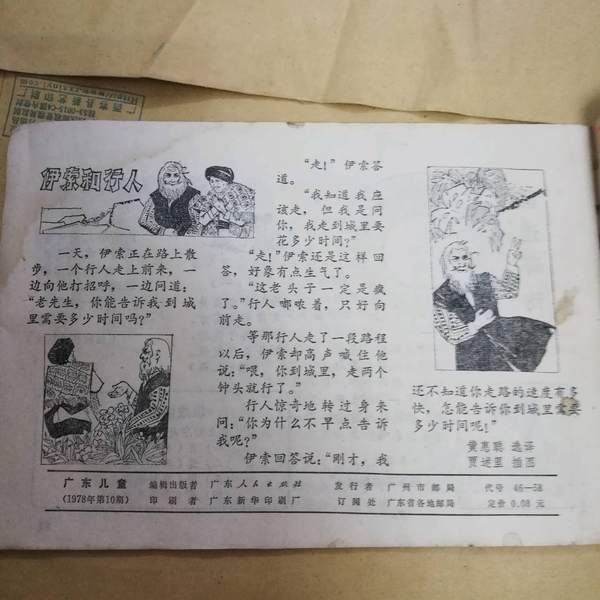 伊索和行人
一天，伊索正在路上散
步，一个行人走上前来，一
边向他打招呼，一边问道：
“老先生，你能告诉我到城
里需要多少时间吗？”
“走！”伊索答
道。
“我知道我应
该走，但我是问
你，我走到城里要
花多少时间？”
“走！”伊索还是这样回
答，好象有点生气了。
“这老头子一定是疯
了。”行人嘟哝着，只好向
前走。
等那行人走了一段路程
以后，伊索却高声喊住他
说：“喂，你到城里，走两个
钟头就行了。”
行人惊奇地转过身来
问：“你为什么不早点告诉
我呢？”
伊索回答说：“刚才，我
还不知道你走路的速度有多
快，怎能告诉你到城里需要
多少时间呢！”
黄惠聪 选译
贾述里 插图
广东儿童 编辑出版者 广东人民出版社 发行者 广州市邮局 代号 46—58
（1978年第10期） 印刷者 广东新华印刷厂 订阅处 广东省各地邮局 定价 0.08 元